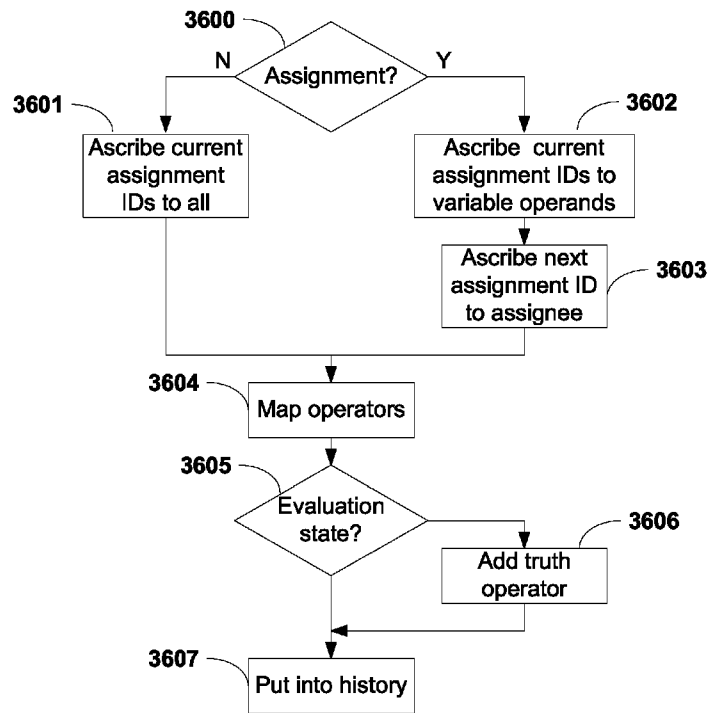 3600
N
Assignment?
Y
3601
3602
Ascribe current
assignment
IDs to all
Ascribe current
assignment IDs to
variable operands
Ascribe next
assignment ID
to assignee
3603
3604
Map operators
3605
Evaluation
state?
3606
Add truth
operator
3607
Put into history